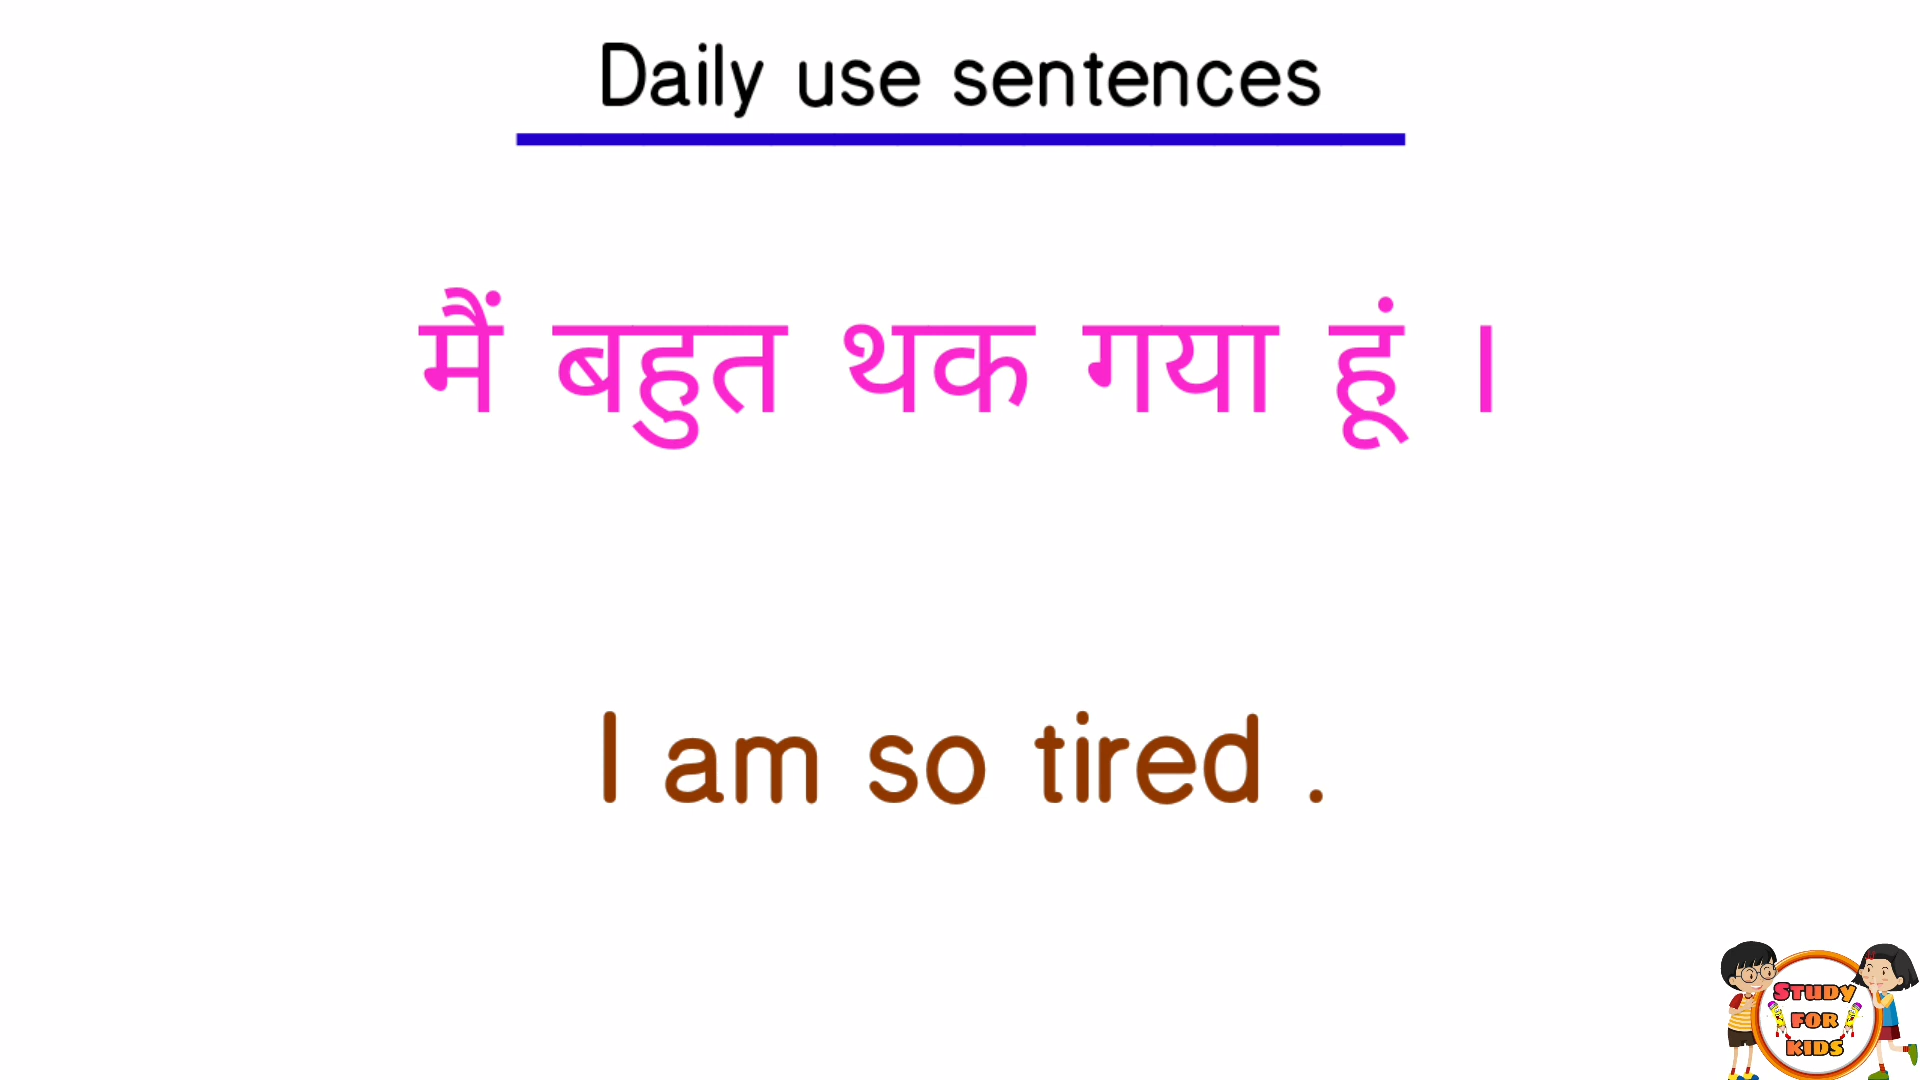 Daily use sentences
मैं बहुत थक गया हूं ।
I am so tired .
STUDY
FOR
KIDS